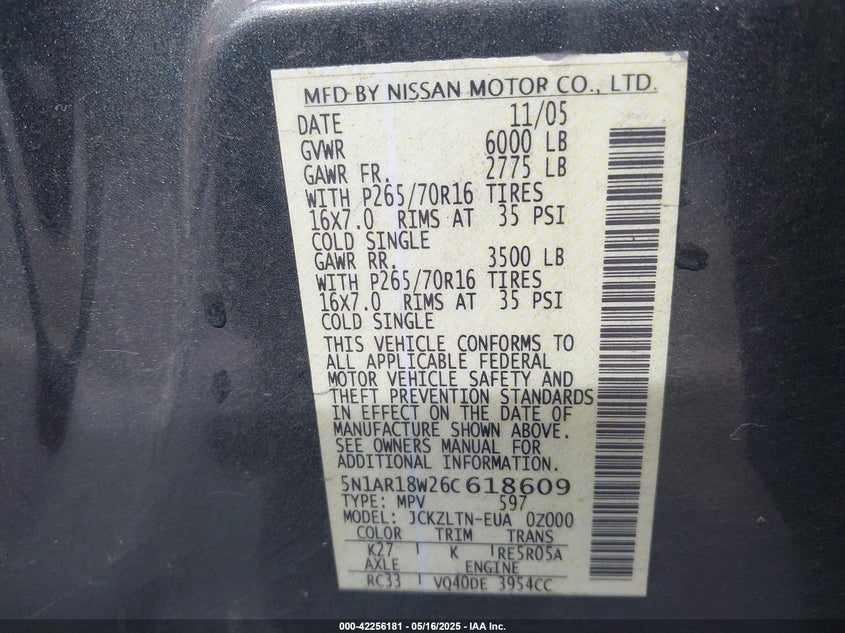 MFD BY NISSAN MOTOR CO., LTD.
DATE 11/05
GVWR 6000 LB
GAWR FR. 2775 LB
WITH P265/70R16 TIRES
16X7.0 RIMS AT 35 PSI
COLD SINGLE
GAWR RR. 3500 LB
WITH P265/70R16 TIRES
16X7.0 RIMS AT 35 PSI
COLD SINGLE
THIS VEHICLE CONFORMS TO
ALL APPLICABLE FEDERAL
MOTOR VEHICLE SAFETY AND
THEFT PREVENTION STANDARDS
IN EFFECT ON THE DATE OF
MANUFACTURE SHOWN ABOVE.
SEE OWNERS MANUAL FOR
ADDITIONAL INFORMATION.
5N1AR18W26C618609
TYPE: MPV 597
MODEL: JCKZLTN-EUA 0Z000
COLOR TRIM TRANS
K27 K RE5R05A
AXLE ENGINE
RC33 VQ40DE 3954CC
000-42256181 - 05/16/2025 - IAA Inc.